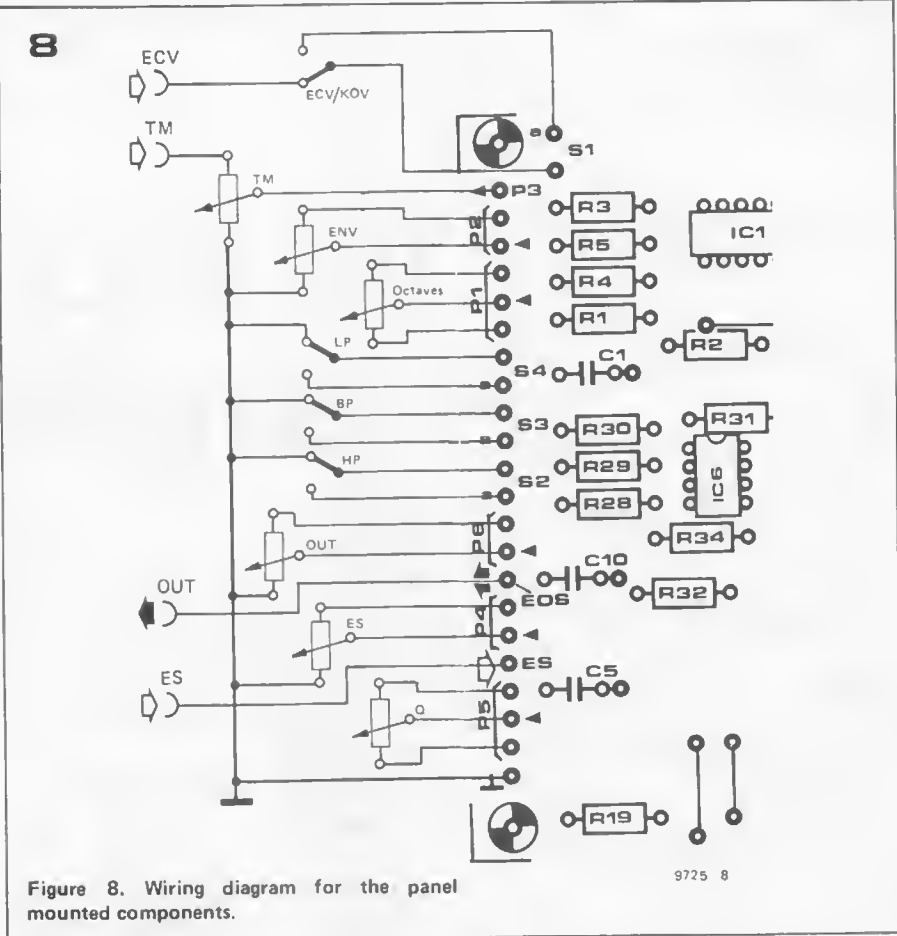 8
ECV
ECV/KOV
TM
a
S1
TM
P3
R3
IC1
P2
ENV
R5
R4
Octaves
P1
R1
R2
LP
C1
S4
a
BP
S3
R31
R30
a
HP
R29
IC6
S2
R28
a
P6
R34
OUT
C10
OUT
EOS
R32
P4
ES
ES
ES
C5
P5
Q
R19
9725 8
Figure 8. Wiring diagram for the panel
mounted components.